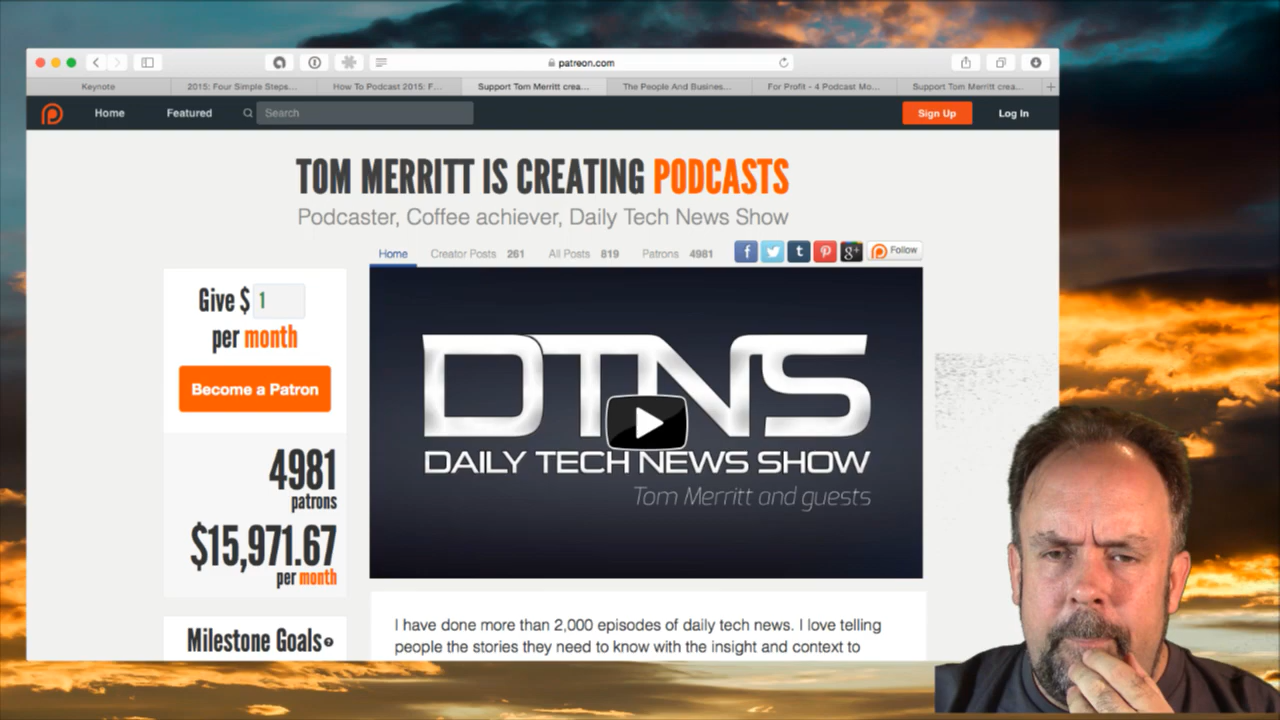 patreon.com
Keynote
2015: Four Simple Steps...
How To Podcast 2015: F...
Support Tom Merritt crea...
The People And Busines...
For Profit - 4 Podcast Mo...
Support Tom Merritt crea...
Home
Featured
Search
Sign Up
Log In
TOM MERRITT IS CREATING PODCASTS
Podcaster, Coffee achiever, Daily Tech News Show
Home
Creator Posts 261
All Posts 819
Patrons 4981
f
t
g+
Follow
Give $ 1
per month
Become a Patron
4981
patrons
$15,971.67
per month
Milestone Goals
DTNS
DAILY TECH NEWS SHOW
Tom Merritt and guests
I have done more than 2,000 episodes of daily tech news. I love telling
people the stories they need to know with the insight and context to